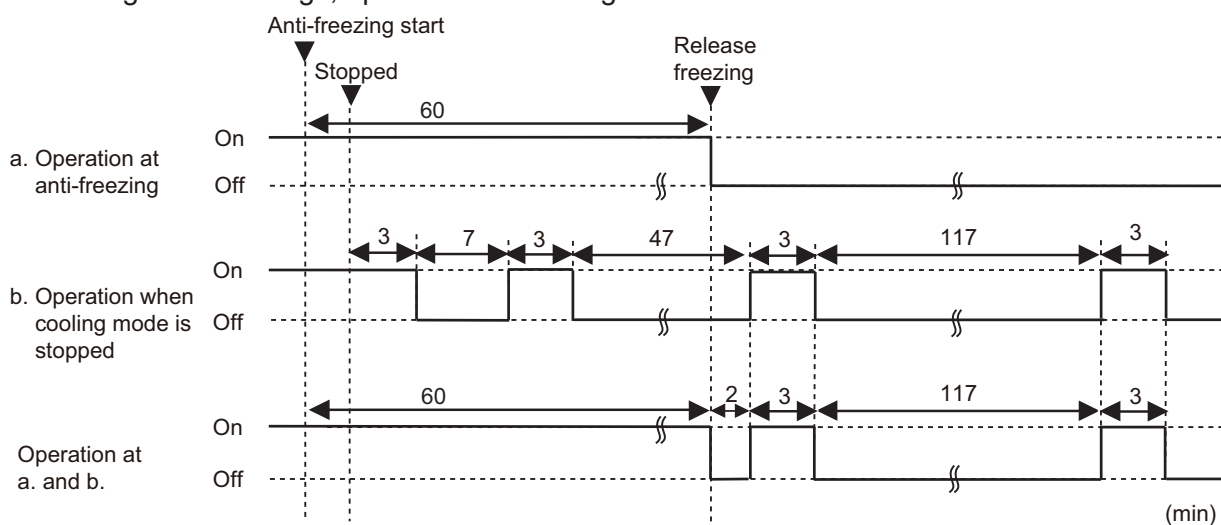 Anti-freezing start
Stopped
Release
freezing
60
a. Operation at
anti-freezing
On
Off
3 7 3 47 3 117 3
b. Operation when
cooling mode is
stopped
On
Off
60 2 3 117 3
Operation at
a. and b.
On
Off
(min)